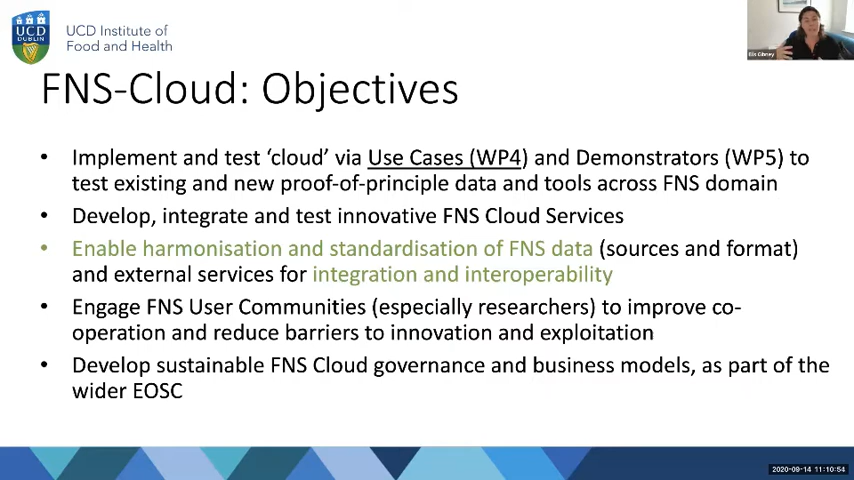 UCD
DUBLIN
UCD Institute of
Food and Health
Eile Gibney
FNS-Cloud: Objectives
• Implement and test ‘cloud’ via Use Cases (WP4) and Demonstrators (WP5) to
test existing and new proof-of-principle data and tools across FNS domain
• Develop, integrate and test innovative FNS Cloud Services
• Enable harmonisation and standardisation of FNS data (sources and format)
and external services for integration and interoperability
• Engage FNS User Communities (especially researchers) to improve co-
operation and reduce barriers to innovation and exploitation
• Develop sustainable FNS Cloud governance and business models, as part of the
wider EOSC
2020-09-14 11:10:54